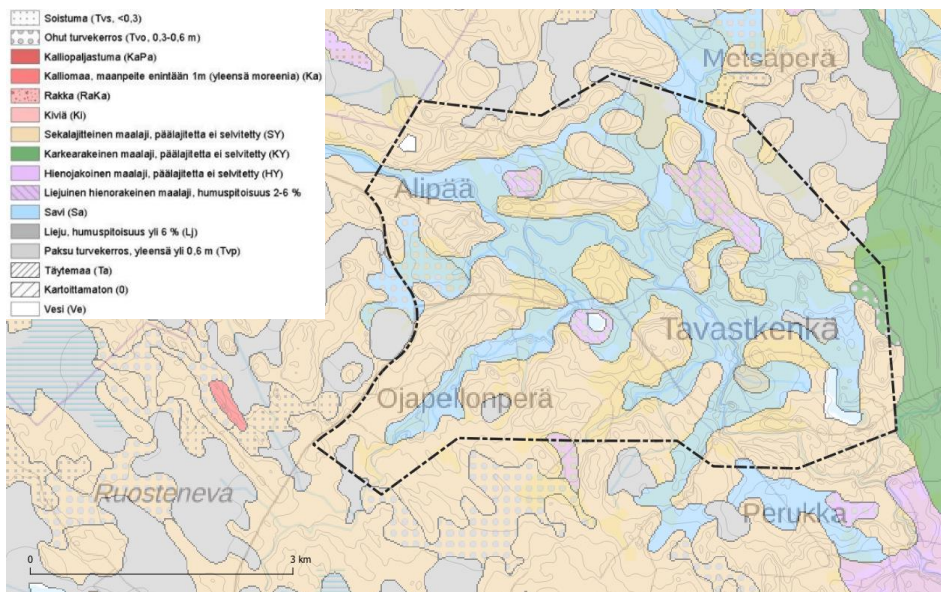 Soistuma (Tvs, <0,3)
Ohut turvekerros (Tvo, 0,3-0,6 m)
Kalliopaljastuma (KaPa)
Kalliomaa, maanpeite enintään 1m (yleensä moreenia) (Ka)
Rakka (RaKa)
Kiviä (Ki)
Sekalajitteinen maalaji, päälajitetta ei selvitetty (SY)
Karkearakeinen maalaji, päälajitetta ei selvitetty (KY)
Hienojakoinen maalaji, päälajitetta ei selvitetty (HY)
Liejuinen hienorakeinen maalaji, humuspitoisuus 2-6 %
Savi (Sa)
Lieju, humuspitoisuus yli 6 % (Lj)
Paksu turvekerros, yleensä yli 0,6 m (Tvp)
Täytemaa (Ta)
Kartoittamaton (0)
Vesi (Ve)
Metsäperä
Alipää
Tavastkenkä
Ojapellonperä
Ruosteneva
Perukka
0 3 km